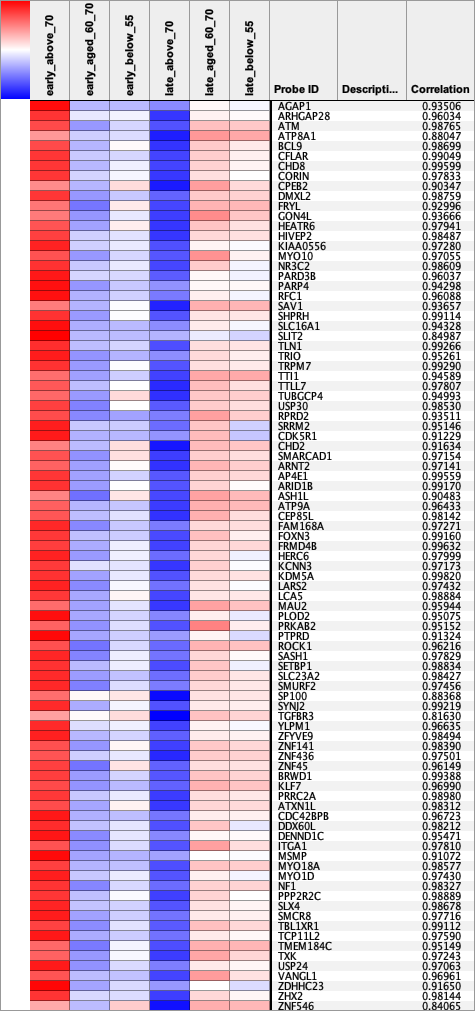 early_above_70
early_aged_60_70
early_below_55
late_above_70
late_aged_60_70
late_below_55
Probe ID Descripti... Correlation
AGAP1 0.93506
ARHGAP28 0.96034
ATM 0.98765
ATP8A1 0.88047
BCL9 0.98699
CFLAR 0.99049
CHD8 0.99599
CORIN 0.97833
CPEB2 0.90347
DMXL2 0.98759
FRYL 0.92996
GON4L 0.93666
HEATR6 0.97941
HIVEP2 0.98487
KIAA0556 0.97280
MYO10 0.97055
NR3C2 0.98609
PARD3B 0.96037
PARP4 0.94298
RFC1 0.96088
SAV1 0.93657
SHPRH 0.99114
SLC16A1 0.94328
SLIT2 0.84987
TLN1 0.99266
TRIO 0.95261
TRPM7 0.99290
TTI1 0.94589
TTLL7 0.97807
TUBGCP4 0.94993
USP30 0.98530
RPRD2 0.93511
SRRM2 0.95146
CDK5R1 0.91229
CHD2 0.91634
SMARCAD1 0.97154
ARNT2 0.97141
AP4E1 0.99559
ARID1B 0.99170
ASH1L 0.90483
ATP9A 0.96433
CEP85L 0.98142
FAM168A 0.97271
FOXN3 0.99160
FRMD4B 0.99632
HERC6 0.97999
KCNN3 0.97173
KDM5A 0.99820
LARS2 0.97432
LCA5 0.98884
MAU2 0.95944
PLOD2 0.95075
PRKAB2 0.95152
PTPRD 0.91324
ROCK1 0.96216
SASH1 0.97829
SETBP1 0.98834
SLC23A2 0.98427
SMURF2 0.97456
SP100 0.88368
SYNJ2 0.99219
TGFBR3 0.81630
YLPM1 0.96635
ZFYVE9 0.98494
ZNF141 0.98390
ZNF436 0.97501
ZNF45 0.96149
BRWD1 0.99388
KLF7 0.96990
PRRC2A 0.98980
ATXN1L 0.98312
CDC42BPB 0.96723
DDX60L 0.98212
DENND1C 0.95471
ITGA1 0.97810
MSMP 0.91072
MYO18A 0.98577
MYO1D 0.97430
NF1 0.98327
PPP2R2C 0.98889
SLX4 0.98678
SMCR8 0.97716
TBL1XR1 0.99112
TCP11L2 0.97590
TMEM184C 0.95149
TXK 0.97243
USP24 0.97063
VANGL1 0.96961
ZDHHC23 0.91650
ZHX2 0.98144
ZNF546 0.84065